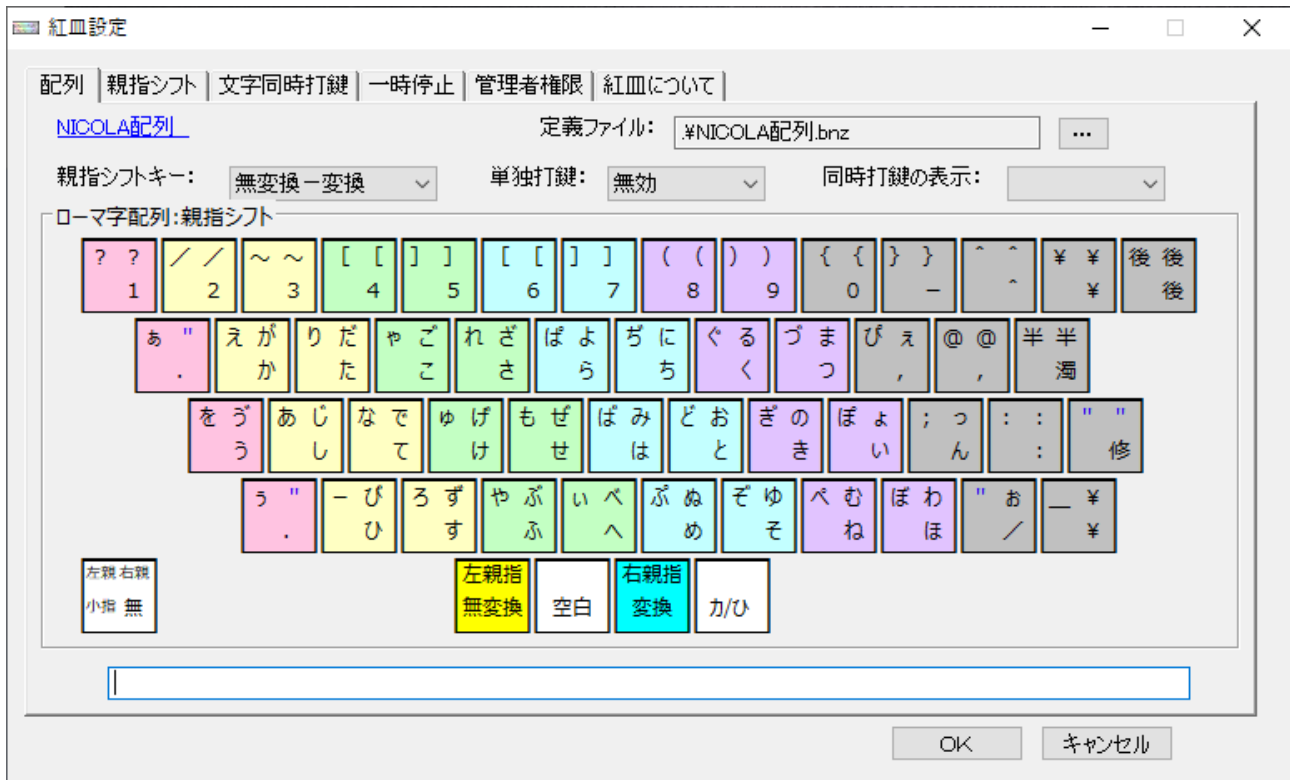 紅皿設定
配列 親指シフト 文字同時打鍵 一時停止 管理者権限 紅皿について
NICOLA配列 定義ファイル: .¥NICOLA配列.bnz ...
親指シフトキー: 無変換－変換 単独打鍵: 無効 同時打鍵の表示:
ローマ字配列:親指シフト
? ? ／ ／ ～ ～ [ [ ] ] [ [ ] ] ( ( ) ) { { } } ＾ ＾ ¥ ¥ 後 後
1 2 3 4 5 6 7 8 9 0 － ＾ ¥ 後
ぁ " え が り だ ゃ ご れ ざ ぱ よ ぢ に ぐ る づ ま ぴ ぇ @ @ 半 半
. か た こ さ ら ち く つ , , 濁
を ゔ あ じ な で ゅ げ も ぜ ば み ど お ぎ の ぽ ょ ; っ : : " "
う し て け せ は と き い ん : 修
ぅ " ー び ろ ず や ぶ ぃ べ ぷ ぬ ぞ ゆ ぺ む ぼ わ " ぉ ＿ ¥
. ひ す ふ へ め そ ね ほ ／ ¥
左親 右親 左親指 右親指
小指 無 無変換 空白 変換 カ/ひ
OK キャンセル